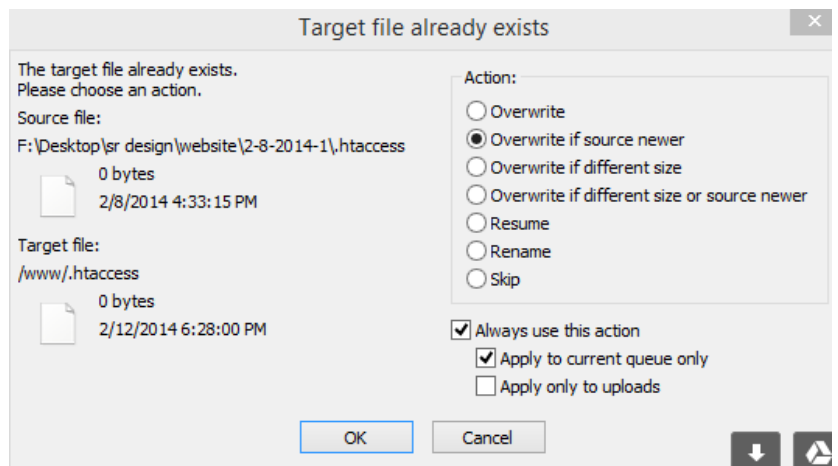 Target file already exists
The target file already exists.
Please choose an action.
Source file:
F:\Desktop\sr design\website\2-8-2014-1\.htaccess
0 bytes
2/8/2014 4:33:15 PM
Target file:
/www/.htaccess
0 bytes
2/12/2014 6:28:00 PM
Action:
Overwrite
Overwrite if source newer
Overwrite if different size
Overwrite if different size or source newer
Resume
Rename
Skip
Always use this action
Apply to current queue only
Apply only to uploads
OK
Cancel